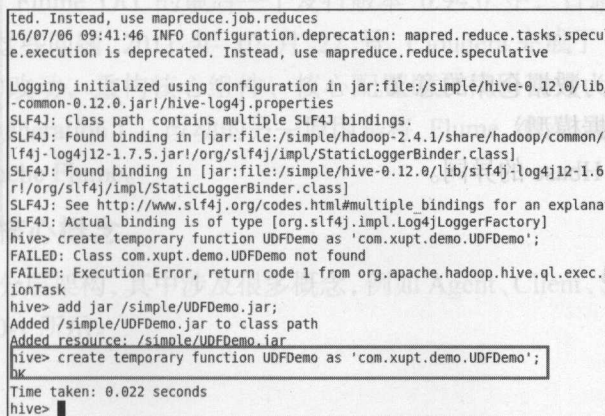 ted. Instead, use mapreduce.job.reduces
16/07/06 09:41:46 INFO Configuration.deprecation: mapred.reduce.tasks.specul
e.execution is deprecated. Instead, use mapreduce.reduce.speculative
Logging initialized using configuration in jar:file:/simple/hive-0.12.0/lib/
-common-0.12.0.jar!/hive-log4j.properties
SLF4J: Class path contains multiple SLF4J bindings.
SLF4J: Found binding in [jar:file:/simple/hadoop-2.4.1/share/hadoop/common/
lf4j-log4j12-1.7.5.jar!/org/slf4j/impl/StaticLoggerBinder.class]
SLF4J: Found binding in [jar:file:/simple/hive-0.12.0/lib/slf4j-log4j12-1.6
r!/org/slf4j/impl/StaticLoggerBinder.class]
SLF4J: See http://www.slf4j.org/codes.html#multiple_bindings for an explana
SLF4J: Actual binding is of type [org.slf4j.impl.Log4jLoggerFactory]
hive> create temporary function UDFDemo as 'com.xupt.demo.UDFDemo';
FAILED: Class com.xupt.demo.UDFDemo not found
FAILED: Execution Error, return code 1 from org.apache.hadoop.hive.ql.exec.
ionTask
hive> add jar /simple/UDFDemo.jar;
Added /simple/UDFDemo.jar to class path
Added resource: /simple/UDFDemo.jar
hive> create temporary function UDFDemo as 'com.xupt.demo.UDFDemo';
OK
Time taken: 0.022 seconds
hive>